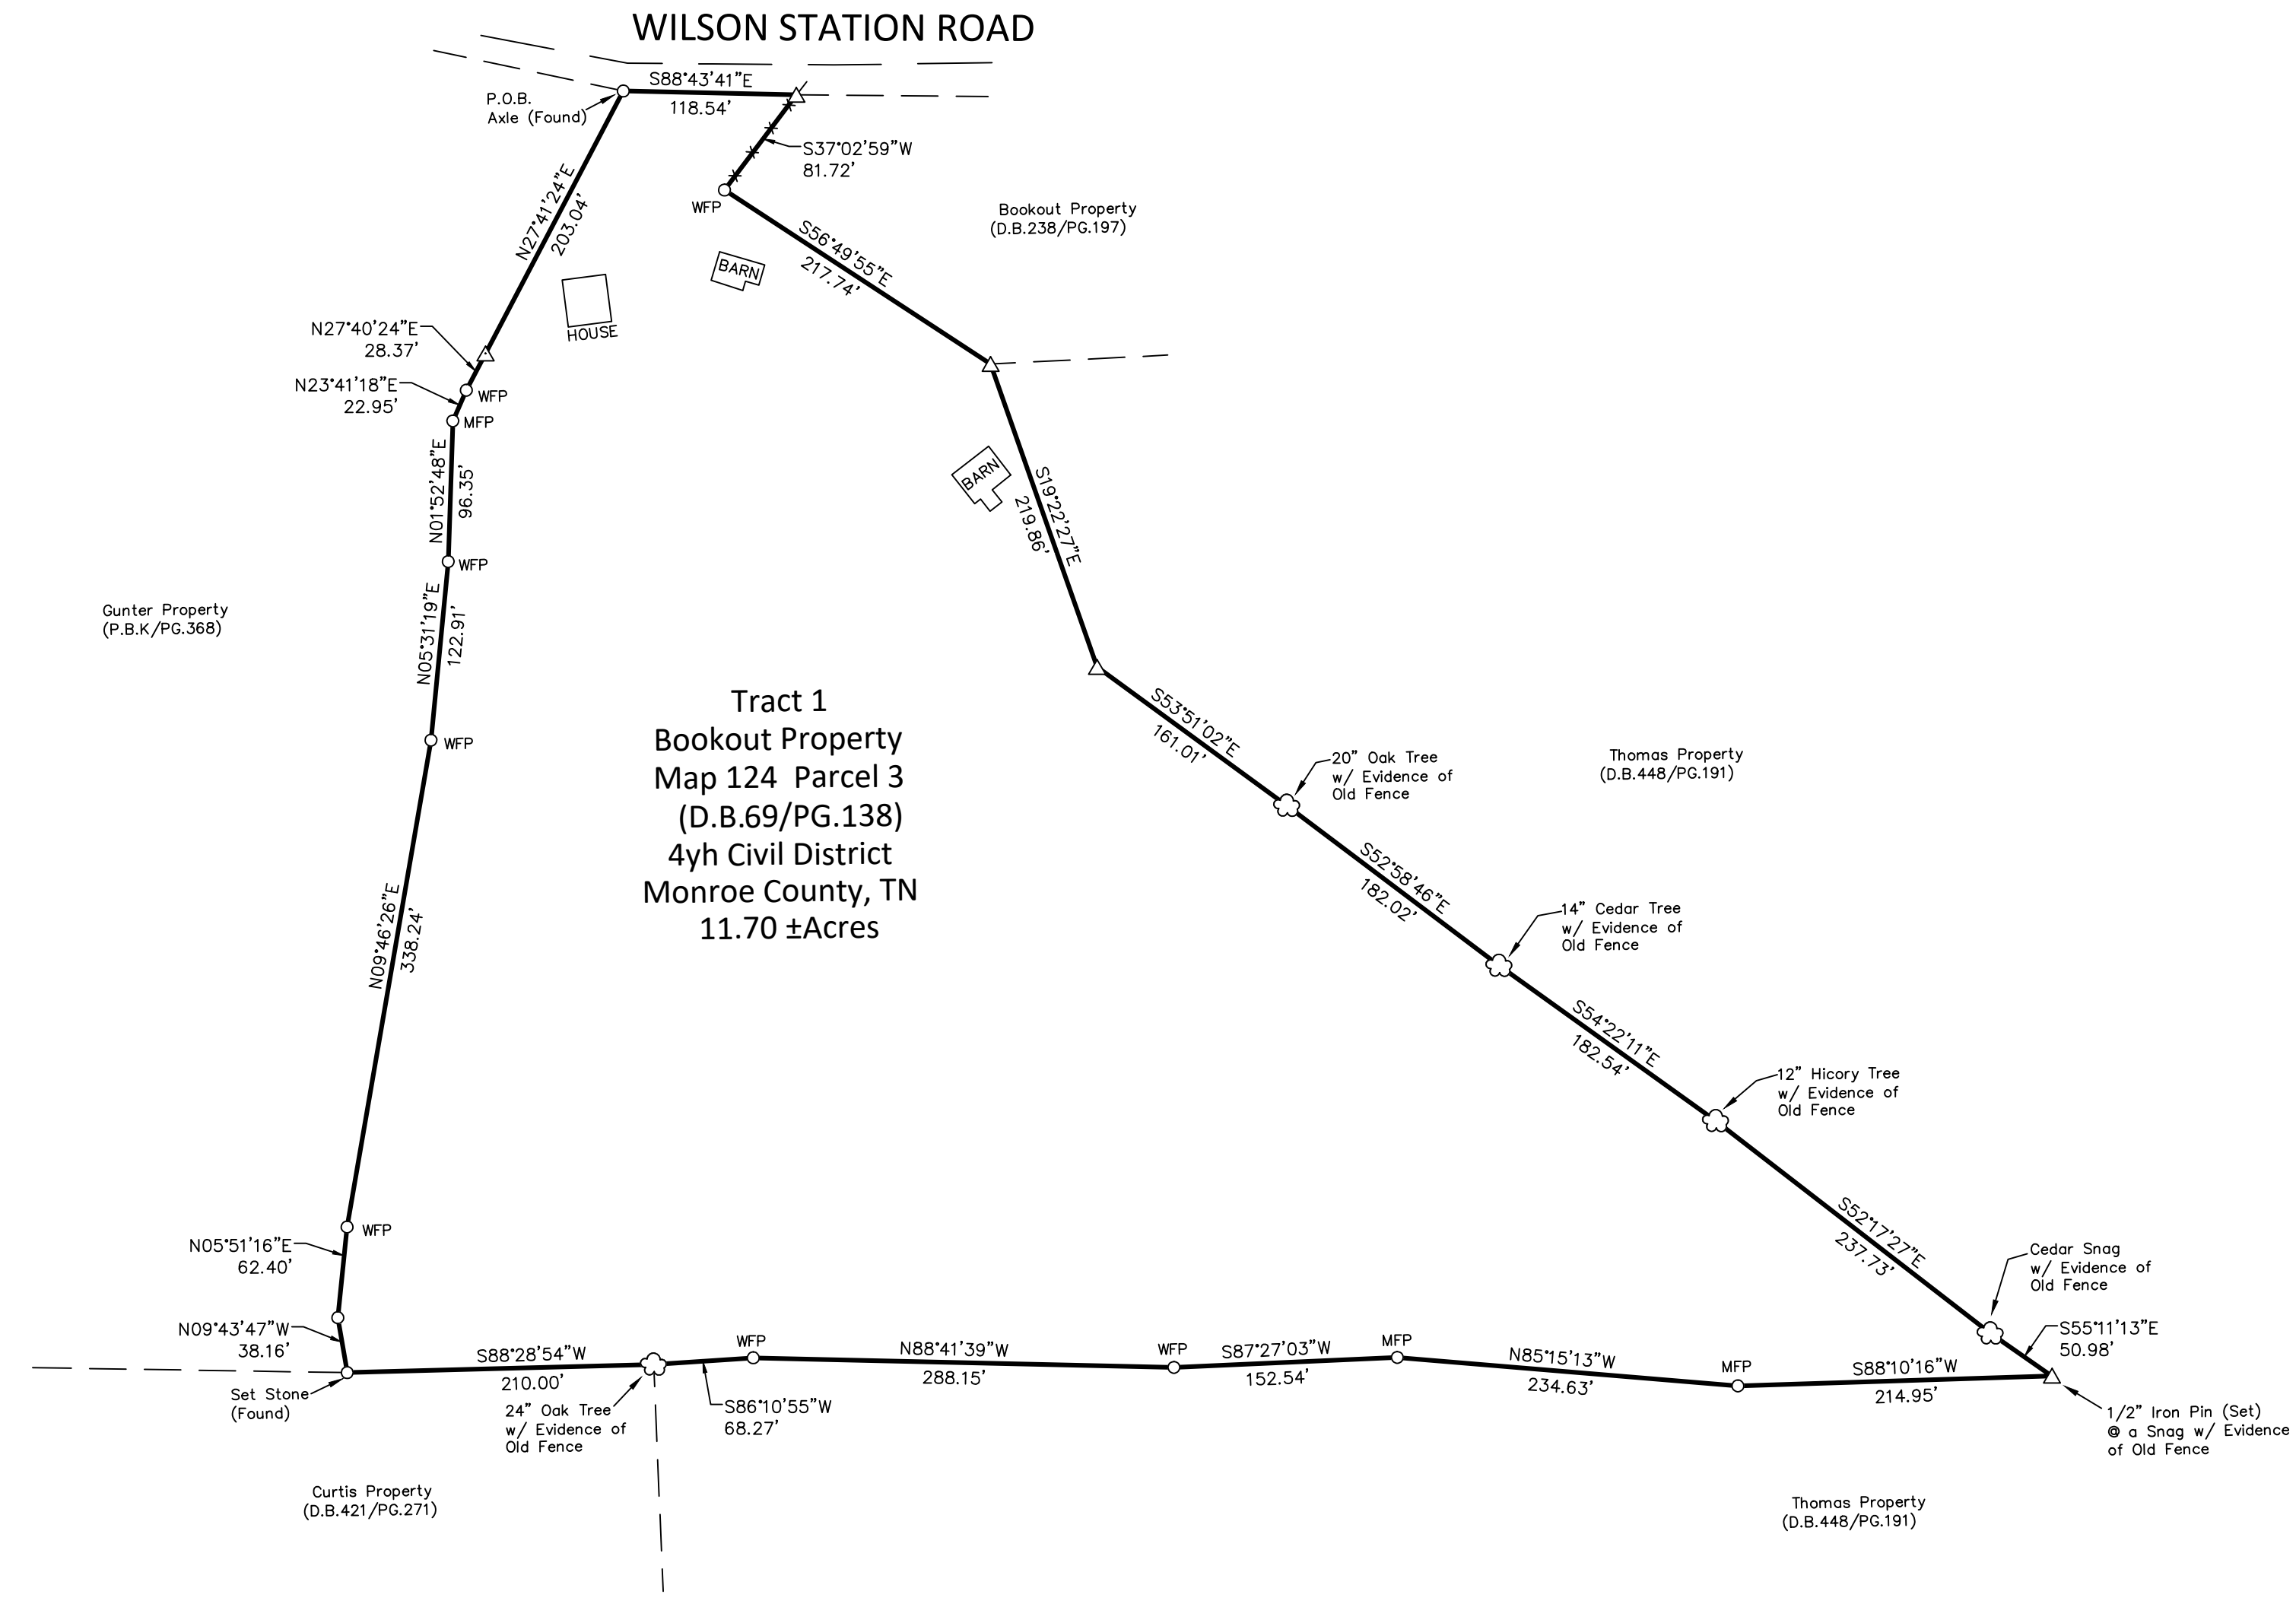 WILSON STATION ROAD
S88°43'41"E
118.54'
P.O.B.
Axle (Found)
S37°02'59"W
81.72'
WFP
Bookout Property
(D.B.238/PG.197)
N27°41'24"E
203.04'
S56°49'55"E
217.74'
BARN
HOUSE
N27°40'24"E
28.37'
N23°41'18"E
22.95'
WFP
MFP
N01°52'48"E
96.35'
BARN
S19°22'27"E
219.86'
WFP
Gunter Property
(P.B.K/PG.368)
N05°31'19"E
122.91'
WFP
Tract 1
Bookout Property
Map 124 Parcel 3
(D.B.69/PG.138)
4yh Civil District
Monroe County, TN
11.70 ±Acres
S53°51'02"E
161.01'
20" Oak Tree
w/ Evidence of
Old Fence
Thomas Property
(D.B.448/PG.191)
S52°58'46"E
182.02'
14" Cedar Tree
w/ Evidence of
Old Fence
N09°46'26"E
338.24'
S54°22'11"E
182.54'
12" Hicory Tree
w/ Evidence of
Old Fence
S52°17'27"E
237.73'
Cedar Snag
w/ Evidence of
Old Fence
WFP
N05°51'16"E
62.40'
N09°43'47"W
38.16'
S55°11'13"E
50.98'
Set Stone
(Found)
S88°28'54"W
210.00'
24" Oak Tree
w/ Evidence of
Old Fence
WFP
S86°10'55"W
68.27'
N88°41'39"W
288.15'
WFP
S87°27'03"W
152.54'
MFP
N85°15'13"W
234.63'
MFP
S88°10'16"W
214.95'
1/2" Iron Pin (Set)
@ a Snag w/ Evidence
of Old Fence
Curtis Property
(D.B.421/PG.271)
Thomas Property
(D.B.448/PG.191)